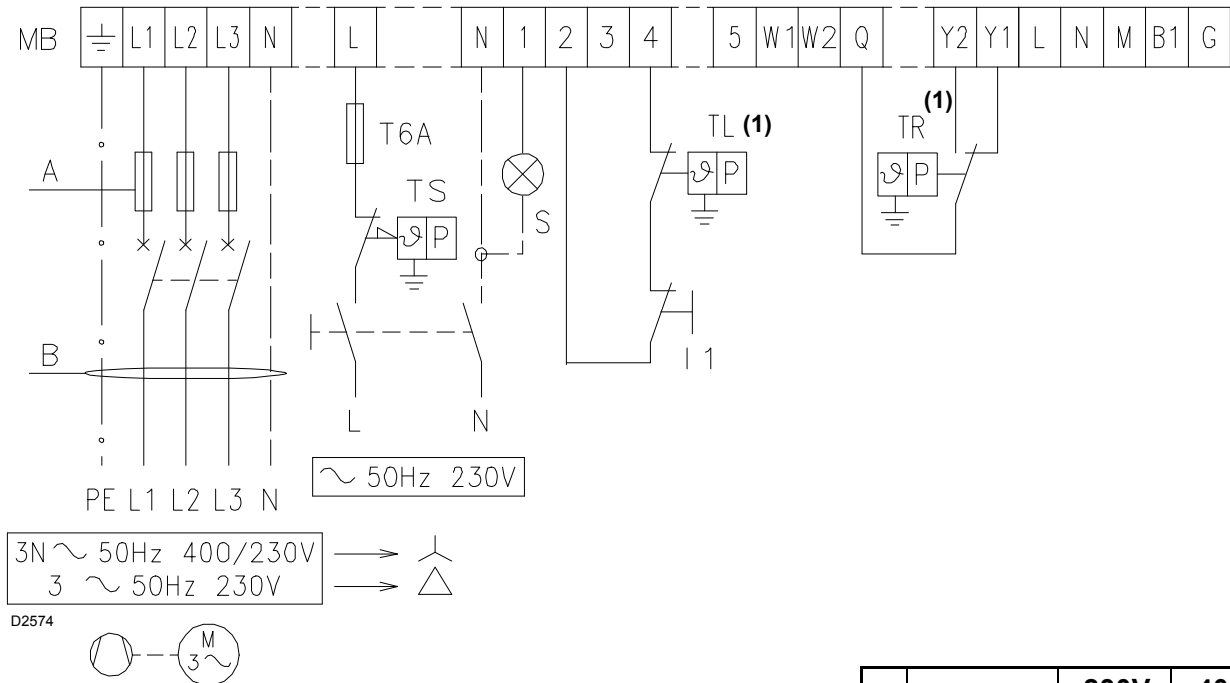 MB L1 L2 L3 N L N 1 2 3 4 5 W1 W2 Q Y2 Y1 L N M B1 G
T6A
TL (1)
(1)
TR
A
TS
ϑ P
ϑ P
ϑ P
S
I1
B
L N
~ 50Hz 230V
PE L1 L2 L3 N
3N ~ 50Hz 400/230V
3 ~ 50Hz 230V
D2574
M
3~